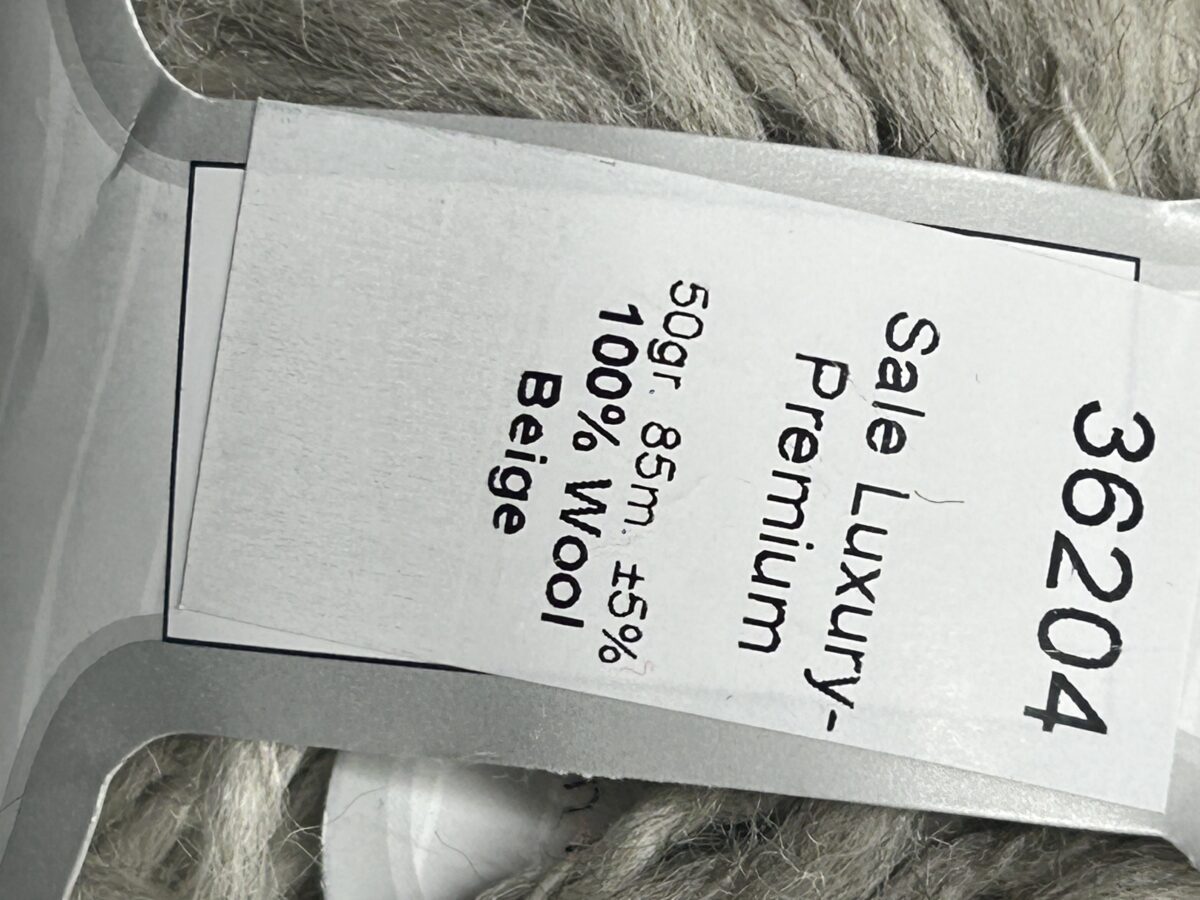 36204
Sale Luxury-
Premium
50gr. 85m. ±5%
100% Wool
Beige